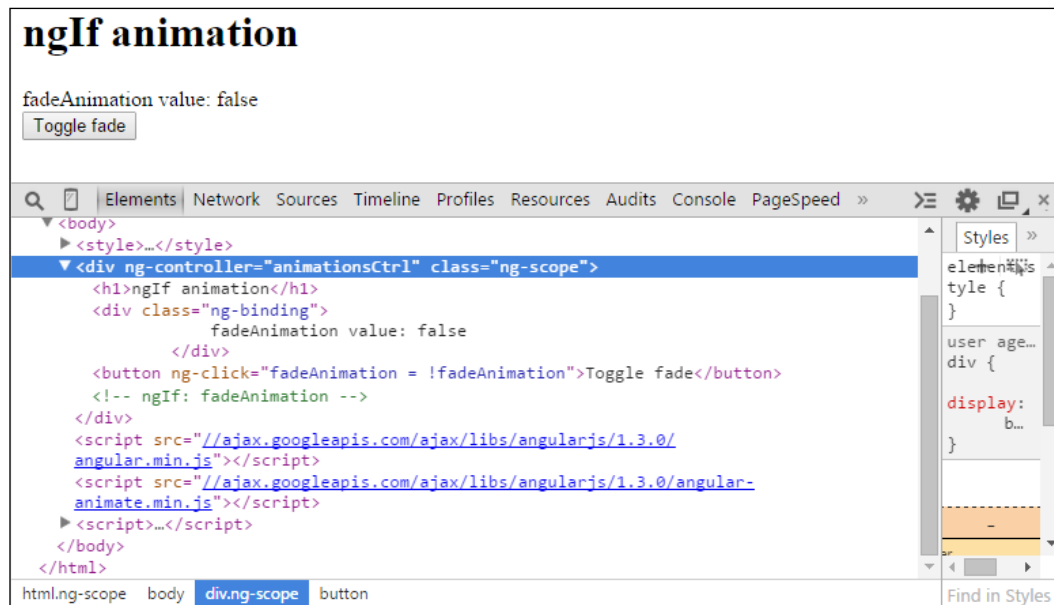 ngIf animation
fadeAnimation value: false
Toggle fade
Elements Network Sources Timeline Profiles Resources Audits Console PageSpeed »
▼<body>
▶<style>…</style>
▼<div ng-controller="animationsCtrl" class="ng-scope">
<h1>ngIf animation</h1>
<div class="ng-binding">
fadeAnimation value: false
</div>
<button ng-click="fadeAnimation = !fadeAnimation">Toggle fade</button>
<!-- ngIf: fadeAnimation -->
</div>
<script src="//ajax.googleapis.com/ajax/libs/angularjs/1.3.0/
angular.min.js"></script>
<script src="//ajax.googleapis.com/ajax/libs/angularjs/1.3.0/angular-
animate.min.js"></script>
▶<script>…</script>
</body>
</html>
html.ng-scope body div.ng-scope button
Styles »
element.s
tyle {
}
user age…
div {
display:
b…
}
–
Find in Styles